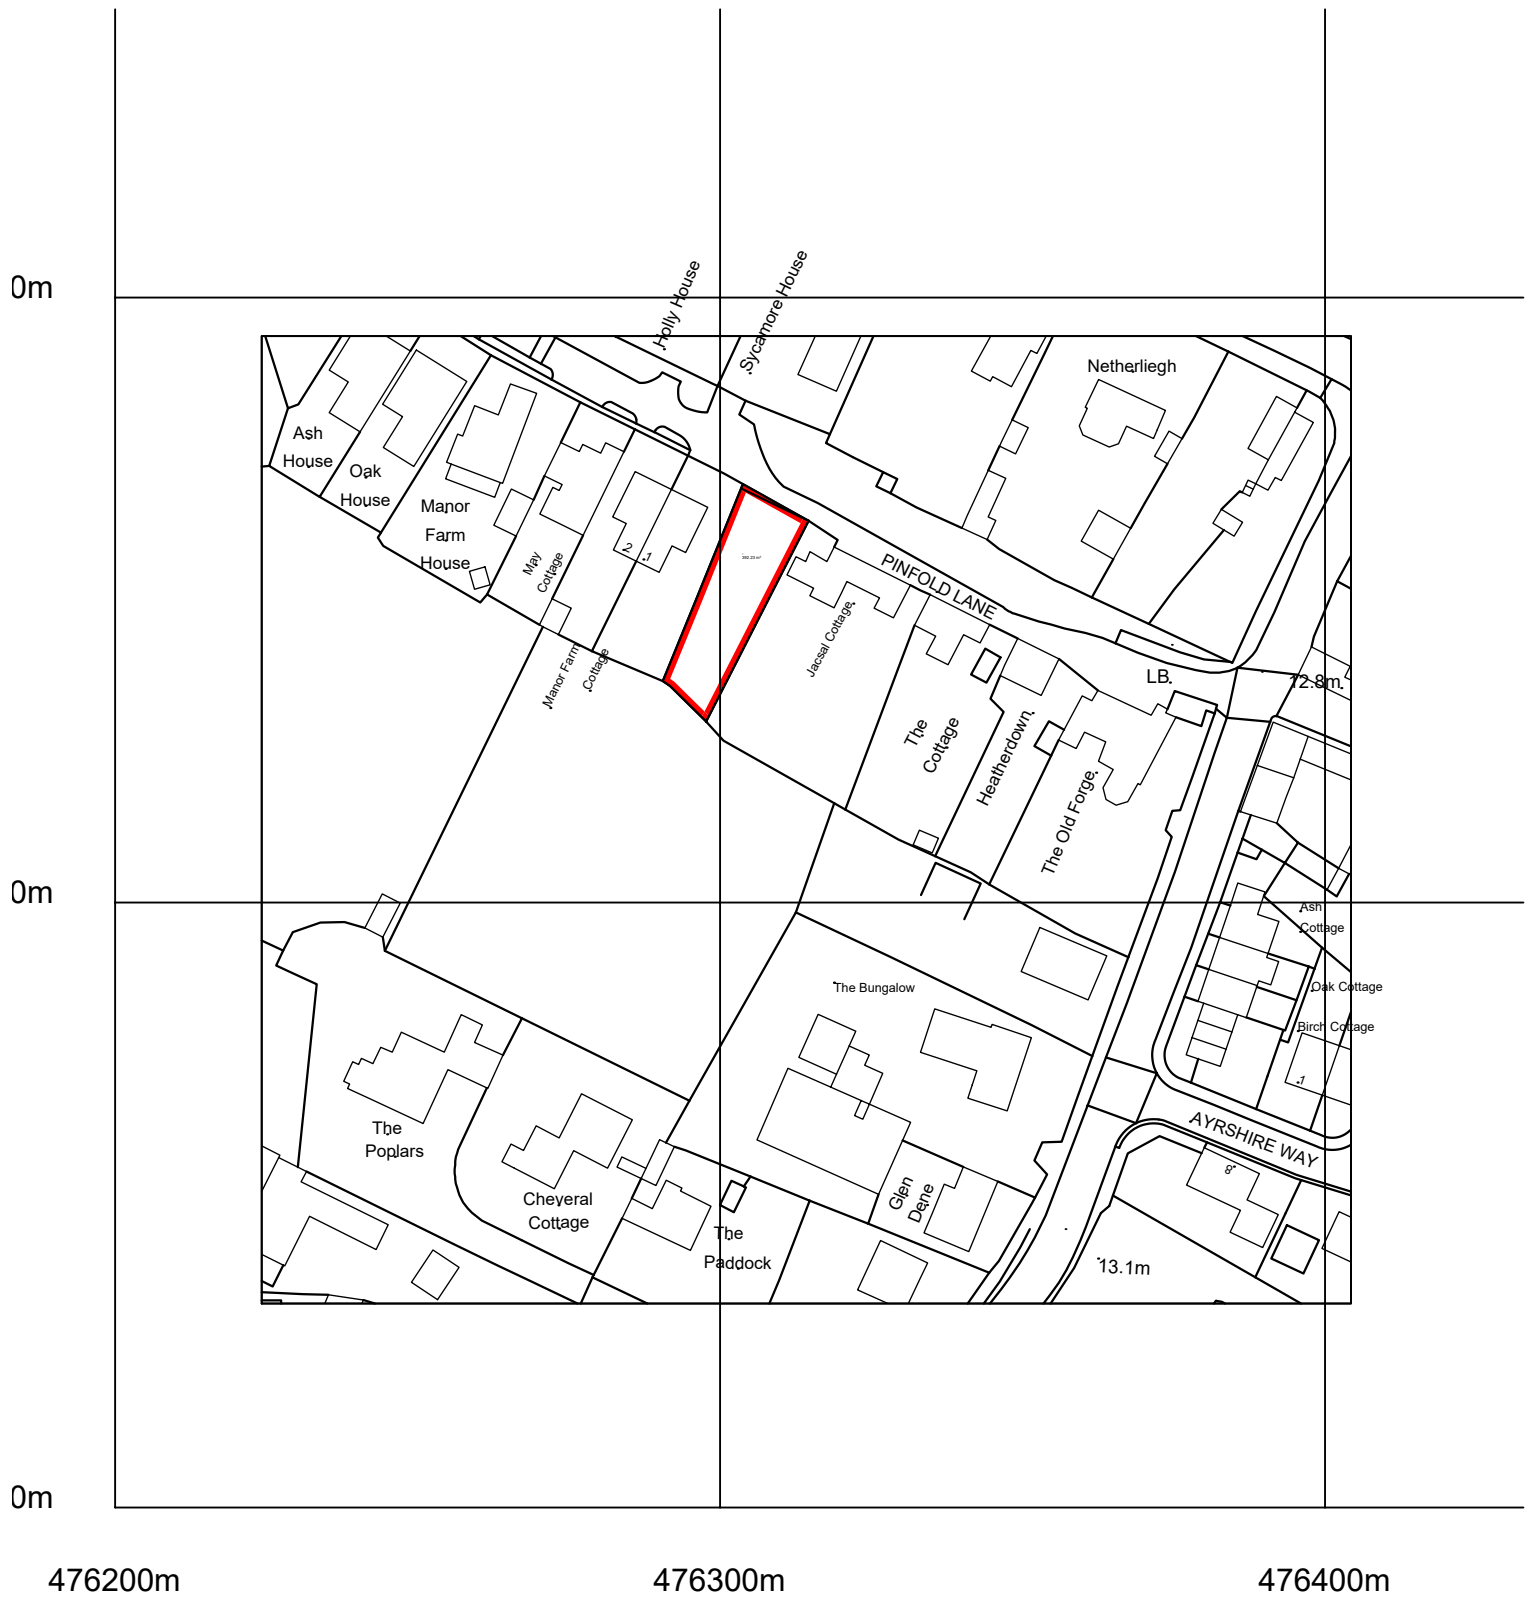 Holly House
Sycamore House
0m
Netherliegh
Ash
House
Oak
House
Manor
Farm
House
May
Cottage
2
1
392.23 m²
PINFOLD LANE
Jacsal Cottage
Manor Farm
Cottage
LB
12.8m
The
Cottage
Heatherdown
The Old Forge
0m
Ash
Cottage
The Bungalow
Oak Cottage
Birch Cottage
1
AYRSHIRE WAY
The
Poplars
8
Cheveral
Cottage
Glen
Dene
The
Paddock
13.1m
0m
476200m
476300m
476400m